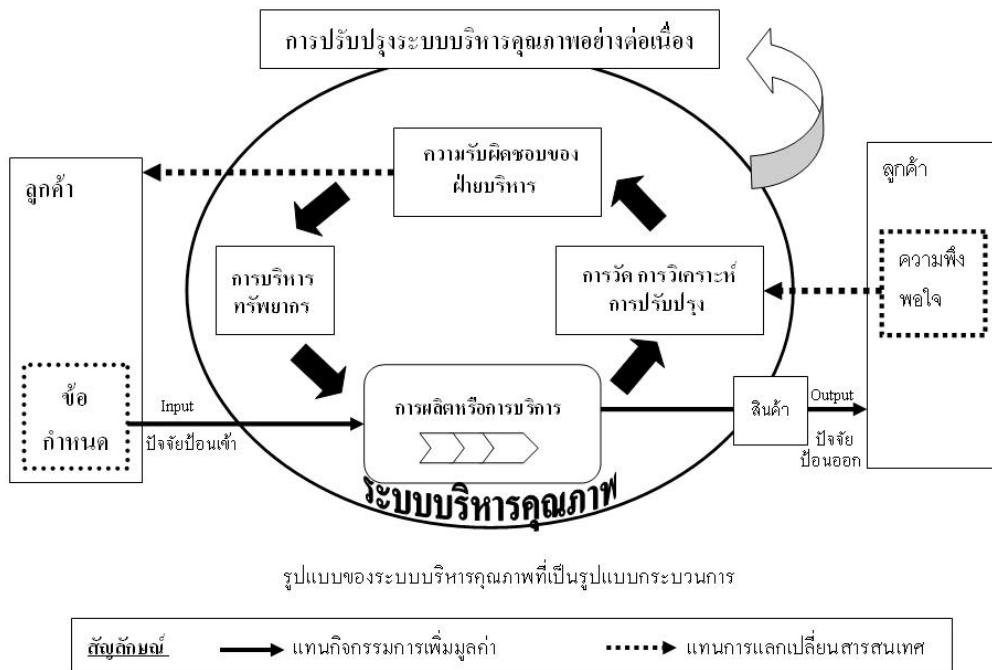 การปรับปรุงระบบบริหารคุณภาพอย่างต่อเนื่อง
ความรับผิดชอบของ
ฝ่ายบริหาร
ลูกค้า
ลูกค้า
การบริหาร
ทรัพยากร
การวัด การวิเคราะห์
การปรับปรุง
ความพึง
พอใจ
ข้อ
กำหนด
Input
ปัจจัยป้อนเข้า
การผลิตหรือการบริการ
สินค้า
Output
ปัจจัย
ป้อนออก
ระบบบริหารคุณภาพ
รูปแบบของระบบบริหารคุณภาพที่เป็นรูปแบบกระบวนการ
สัญลักษณ์ แทนกิจกรรมการเพิ่มมูลค่า แทนการแลกเปลี่ยนสารสนเทศ